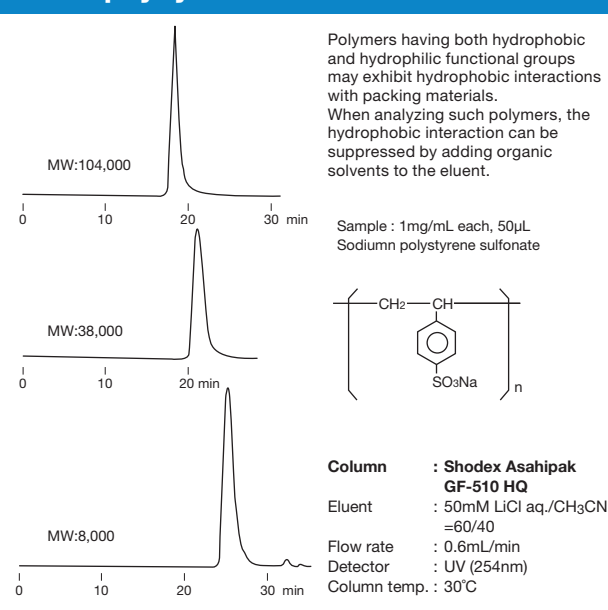 Polymers having both hydrophobic
and hydrophilic functional groups
may exhibit hydrophobic interactions
with packing materials.
When analyzing such polymers, the
hydrophobic interaction can be
suppressed by adding organic
solvents to the eluent.
MW:104,000
0 10 20 30 min
Sample : 1mg/mL each, 50µL
Sodiumn polystyrene sulfonate
MW:38,000
0 10 20 min
CH2 CH
SO3Na
n
MW:8,000
0 10 20 30 min
Column : Shodex Asahipak
GF-510 HQ
Eluent : 50mM LiCl aq./CH3CN
=60/40
Flow rate : 0.6mL/min
Detector : UV (254nm)
Column temp. : 30˚C